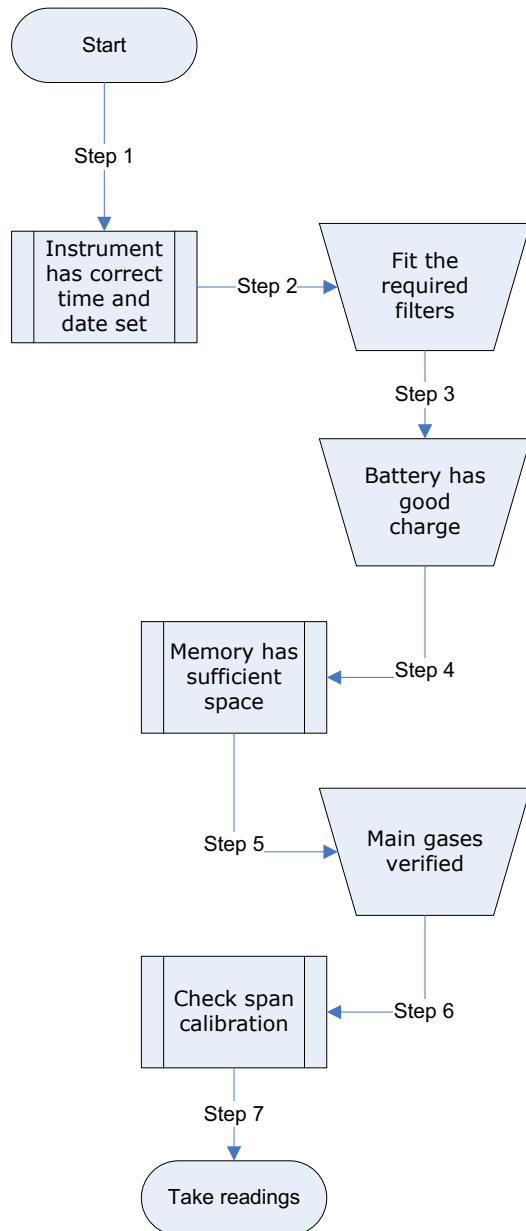 Start
Step 1
Instrument
has correct
time and
date set
Step 2
Fit the
required
filters
Step 3
Battery has
good
charge
Step 4
Memory has
sufficient
space
Step 5
Main gases
verified
Step 6
Check span
calibration
Step 7
Take readings